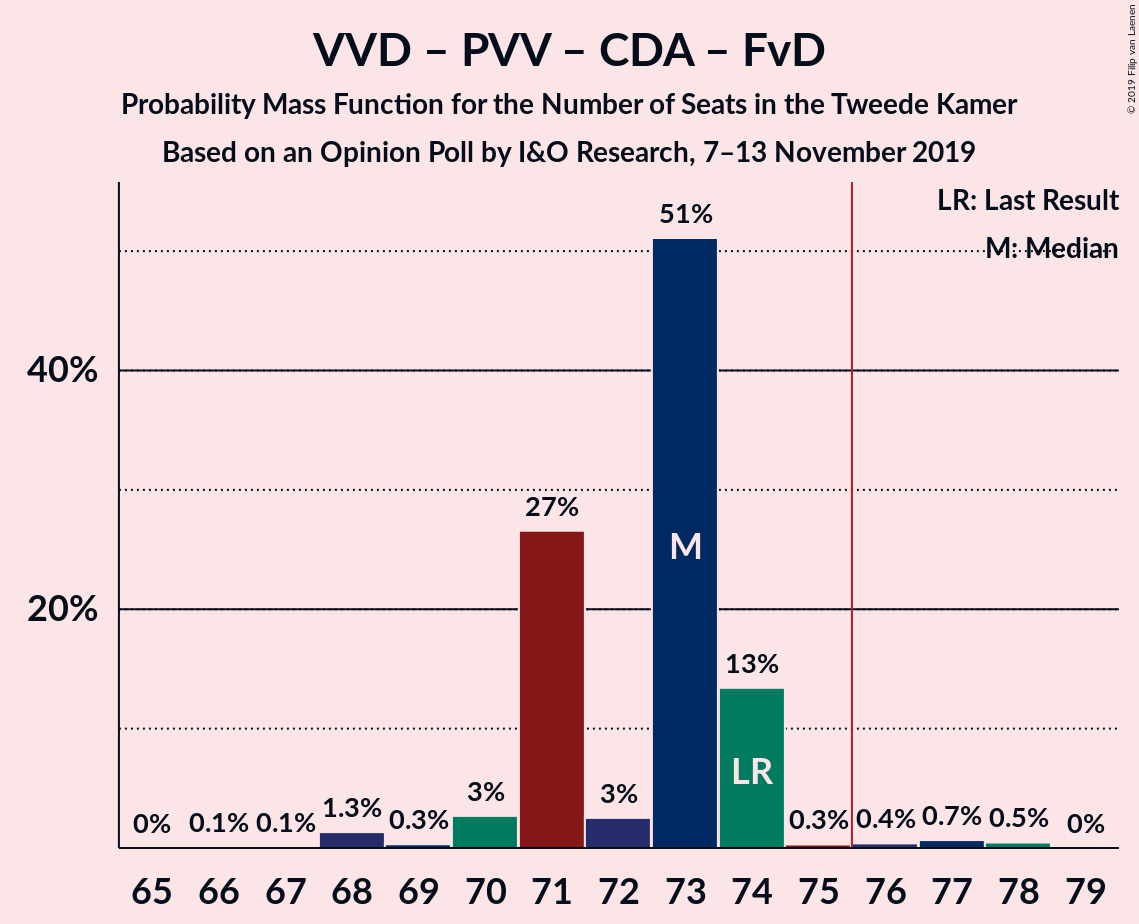 VVD – PVV – CDA – FvD
Probability Mass Function for the Number of Seats in the Tweede Kamer
Based on an Opinion Poll by I&O Research, 7–13 November 2019
© 2019 Filip van Laenen
LR: Last Result
M: Median
51%
40%
27%
M
20%
13%
LR
0% 0.1% 0.1% 1.3% 0.3% 3% 3% 0.3% 0.4% 0.7% 0.5% 0%
65 66 67 68 69 70 71 72 73 74 75 76 77 78 79